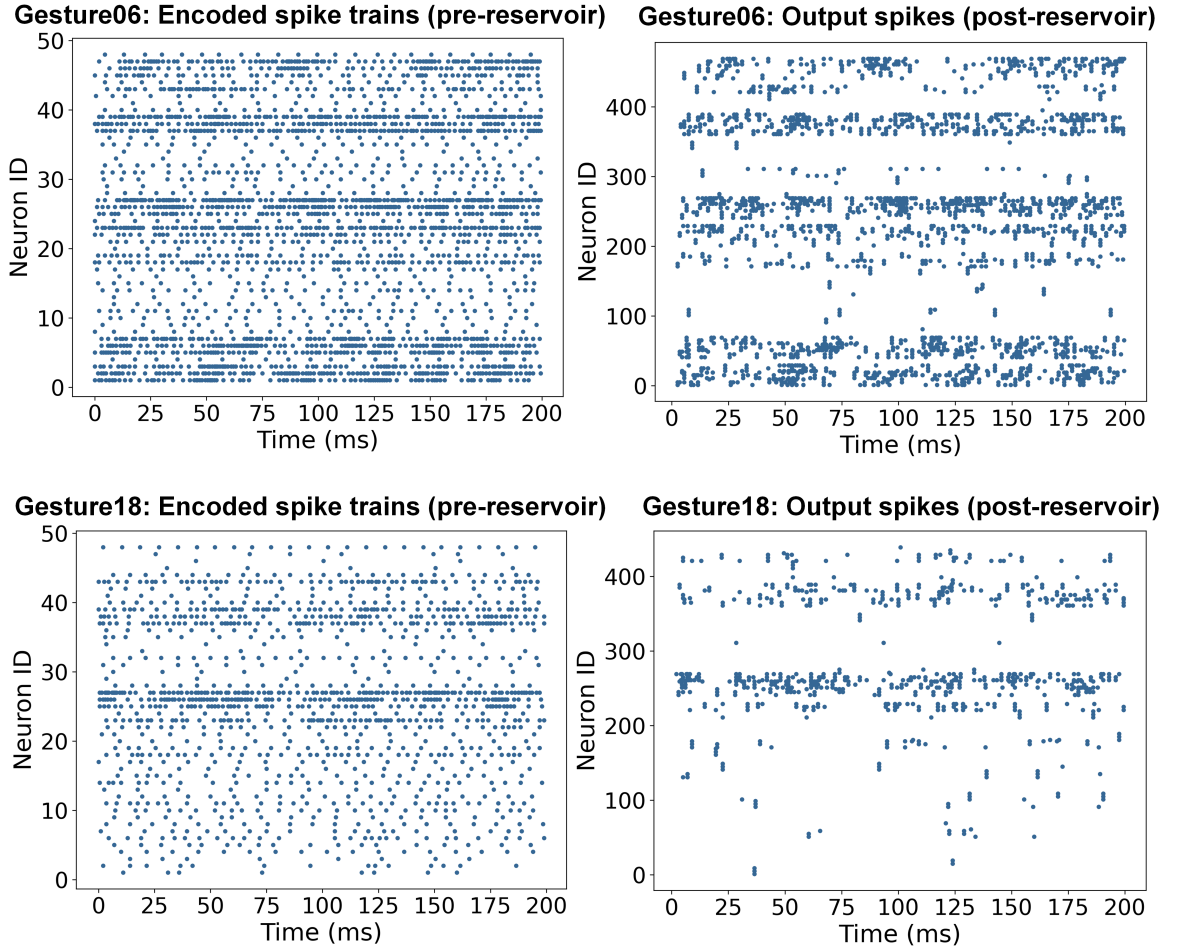 Gesture06: Encoded spike trains (pre-reservoir)
Neuron ID
50
40
30
20
10
0
0 25 50 75 100 125 150 175 200
Time (ms)
Gesture06: Output spikes (post-reservoir)
Neuron ID
400
300
200
100
0
0 25 50 75 100 125 150 175 200
Time (ms)
Gesture18: Encoded spike trains (pre-reservoir)
Neuron ID
50
40
30
20
10
0
0 25 50 75 100 125 150 175 200
Time (ms)
Gesture18: Output spikes (post-reservoir)
Neuron ID
400
300
200
100
0
0 25 50 75 100 125 150 175 200
Time (ms)